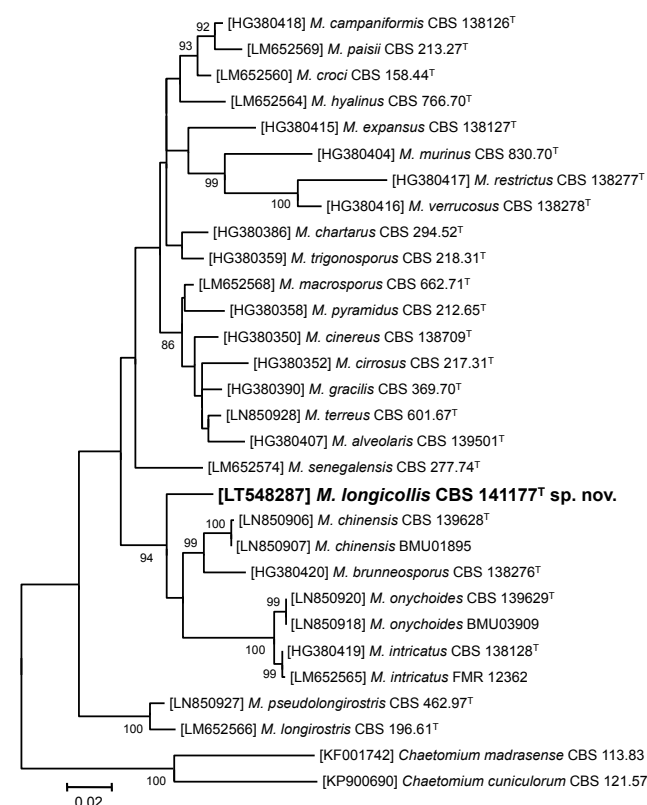 92 [HG380418] M. campaniformis CBS 138126ᵀ
93 [LM652569] M. paisii CBS 213.27ᵀ
[LM652560] M. croci CBS 158.44ᵀ
[LM652564] M. hyalinus CBS 766.70ᵀ
[HG380415] M. expansus CBS 138127ᵀ
[HG380404] M. murinus CBS 830.70ᵀ
99 [HG380417] M. restrictus CBS 138277ᵀ
100 [HG380416] M. verrucosus CBS 138278ᵀ
[HG380386] M. chartarus CBS 294.52ᵀ
[HG380359] M. trigonosporus CBS 218.31ᵀ
[LM652568] M. macrosporus CBS 662.71ᵀ
[HG380358] M. pyramidus CBS 212.65ᵀ
86 [HG380350] M. cinereus CBS 138709ᵀ
[HG380352] M. cirrosus CBS 217.31ᵀ
[HG380390] M. gracilis CBS 369.70ᵀ
[LN850928] M. terreus CBS 601.67ᵀ
[HG380407] M. alveolaris CBS 139501ᵀ
[LM652574] M. senegalensis CBS 277.74ᵀ
[LT548287] M. longicollis CBS 141177ᵀ sp. nov.
100 [LN850906] M. chinensis CBS 139628ᵀ
94 99 [LN850907] M. chinensis BMU01895
[HG380420] M. brunneosporus CBS 138276ᵀ
99 [LN850920] M. onychoides CBS 139629ᵀ
[LN850918] M. onychoides BMU03909
100 [HG380419] M. intricatus CBS 138128ᵀ
99 [LM652565] M. intricatus FMR 12362
[LN850927] M. pseudolongirostris CBS 462.97ᵀ
100 [LM652566] M. longirostris CBS 196.61ᵀ
[KF001742] Chaetomium madrasense CBS 113.83
100 [KP900690] Chaetomium cuniculorum CBS 121.57
0.02